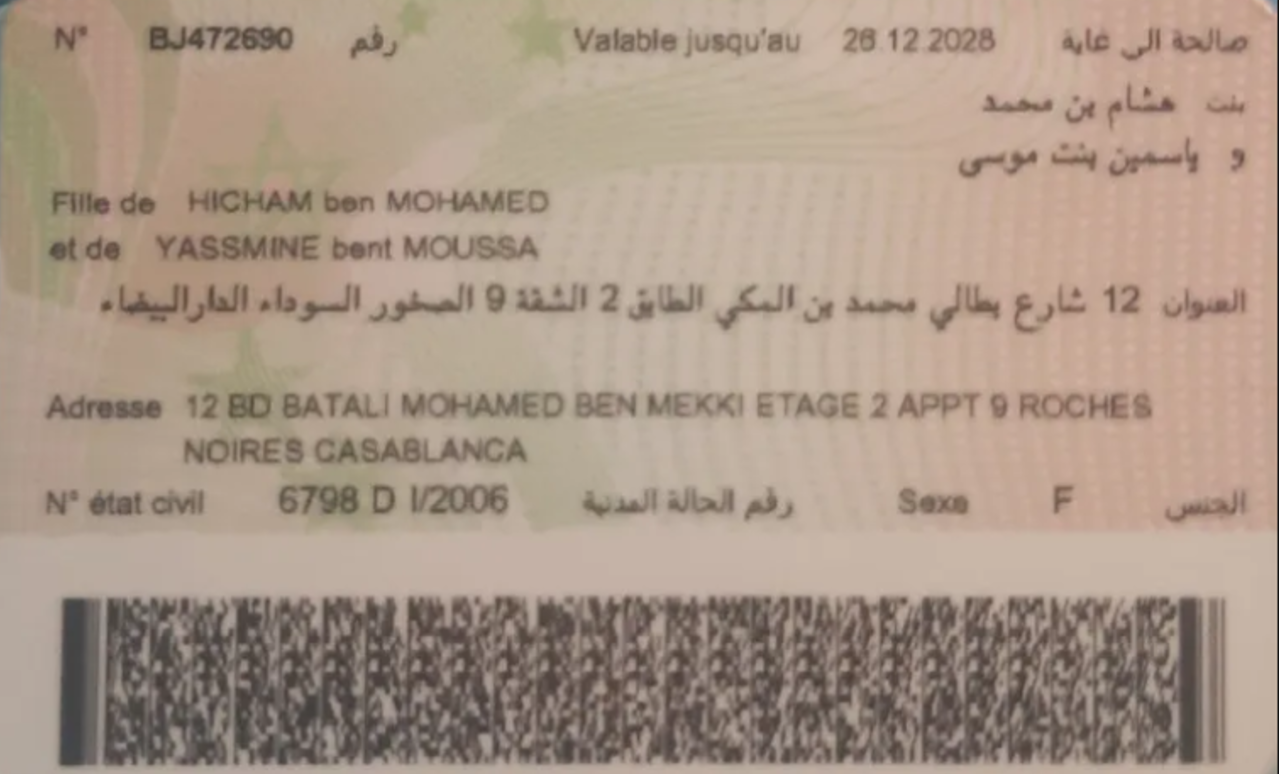 N° BJ472690 رقم Valable jusqu'au 26.12.2028 صالحة الى غاية
بنت هشام بن محمد
و ياسمين بنت موسى
Fille de HICHAM ben MOHAMED
et de YASSMINE bent MOUSSA
العنوان 12 شارع بطالي محمد بن المكي الطابق 2 الشقة 9 الصخور السوداء الدارالبيضاء
Adresse 12 BD BATALI MOHAMED BEN MEKKI ETAGE 2 APPT 9 ROCHES
NOIRES CASABLANCA
N° état civil 6798 D I/2006 رقم الحالة المدنية Sexe F الجنس